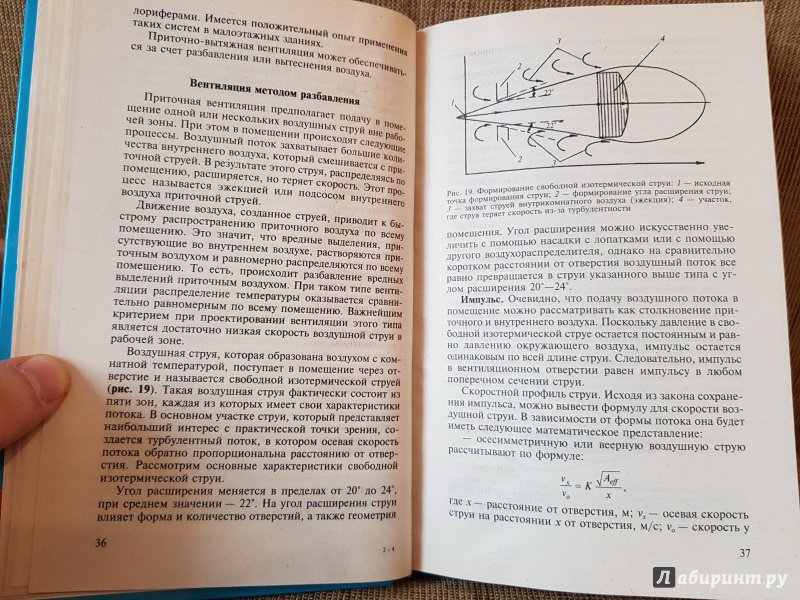 лориферами. Имеется положительный опыт применения
таких систем в малоэтажных зданиях.
Приточно-вытяжная вентиляция может обеспечивать-
ся за счет разбавления или вытеснения воздуха.
Вентиляция методом разбавления
Приточная вентиляция предполагает подачу в поме-
щение одной или нескольких воздушных струй вне рабо-
чей зоны. При этом в помещении происходят следующие
процессы. Воздушный поток захватывает большие коли-
чества внутреннего воздуха, который смешивается с при-
точной струей. В результате этого струя, распределяясь по
помещению, расширяется, но теряет скорость. Этот про-
цесс называется эжекцией или подсосом внутреннего
воздуха приточной струей.
Движение воздуха, созданное струей, приводит к бы-
строму распространению приточного воздуха по всему
помещению. Это значит, что вредные выделения, при-
сутствующие во внутреннем воздухе, растворяются при-
точным воздухом и равномерно распределяются по всему
помещению. То есть, происходит разбавление вредных
выделений приточным воздухом. При таком типе венти-
ляции распределение температуры оказывается сравни-
тельно равномерным по всему помещению. Важнейшим
критерием при проектировании вентиляции этого типа
является достаточно низкая скорость воздушной струи в
рабочей зоне.
Воздушная струя, которая образована воздухом с ком-
натной температурой, поступает в помещение через от-
верстие и называется свободной изотермической струей
(рис. 19). Такая воздушная струя фактически состоит из
пяти зон, каждая из которых имеет свои характеристики
потока. В основном участке струи, который представляет
наибольший интерес с практической точки зрения, со-
здается турбулентный поток, в котором осевая скорость
потока обратно пропорциональна расстоянию от отвер-
стия. Рассмотрим основные характеристики свободной
изотермической струи.
Угол расширения меняется в пределах от 20° до 24°,
при среднем значении — 22°. На угол расширения струи
влияет форма и количество отверстий, а также геометрия
36
2–4
2
3
4
1
22°
22°
2
3
Рис. 19. Формирование свободной изотермической струи: 1 — исходная
точка формирования струи; 2 — формирование угла расширения струи;
3 — захват струей внутрикомнатного воздуха (эжекция); 4 — участок,
где струя теряет скорость из-за турбулентности
помещения. Угол расширения можно искусственно уве-
личить с помощью насадки с лопатками или с помощью
другого воздухораспределителя, однако на сравнительно
коротком расстоянии от отверстия воздушный поток все
равно превращается в струи указанного выше типа с уг-
лом расширения 20°—24°.
Импульс. Очевидно, что подачу воздушного потока в
помещение можно рассматривать как столкновение при-
точного и внутреннего воздуха. Поскольку давление в сво-
бодной изотермической струе остается постоянным и рав-
но давлению окружающего воздуха, импульс остается
одинаковым по всей длине струи. Следовательно, импульс
в вентиляционном отверстии равен импульсу в любом
поперечном сечении струи.
Скоростной профиль струи. Исходя из закона сохране-
ния импульса, можно вывести формулу для скорости воз-
душной струи. В зависимости от формы потока она будет
иметь следующее математическое представление:
— осесимметричную или веерную воздушную струю
рассчитывают по формуле:
vₓ/v₀ = K √A_eff/x,
где x — расстояние от отверстия, м; vₓ — осевая скорость
струи на расстоянии x от отверстия, м/с; v₀ — скорость у
37
Лабиринт.ру